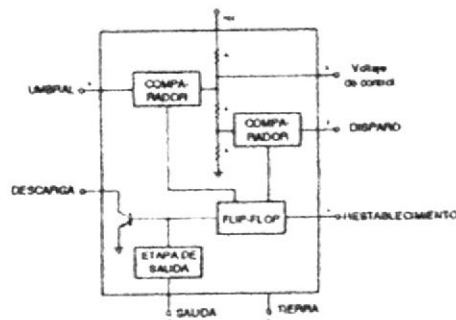 UMBRAL
COMPA-
RADOR
Voltaje
de control
COMPA-
RADOR
DISPARO
DESCARGA
FLIP-FLOP
RESTABLECIMIENTO
ETAPA DE
SALIDA
SALIDA
TIERRA